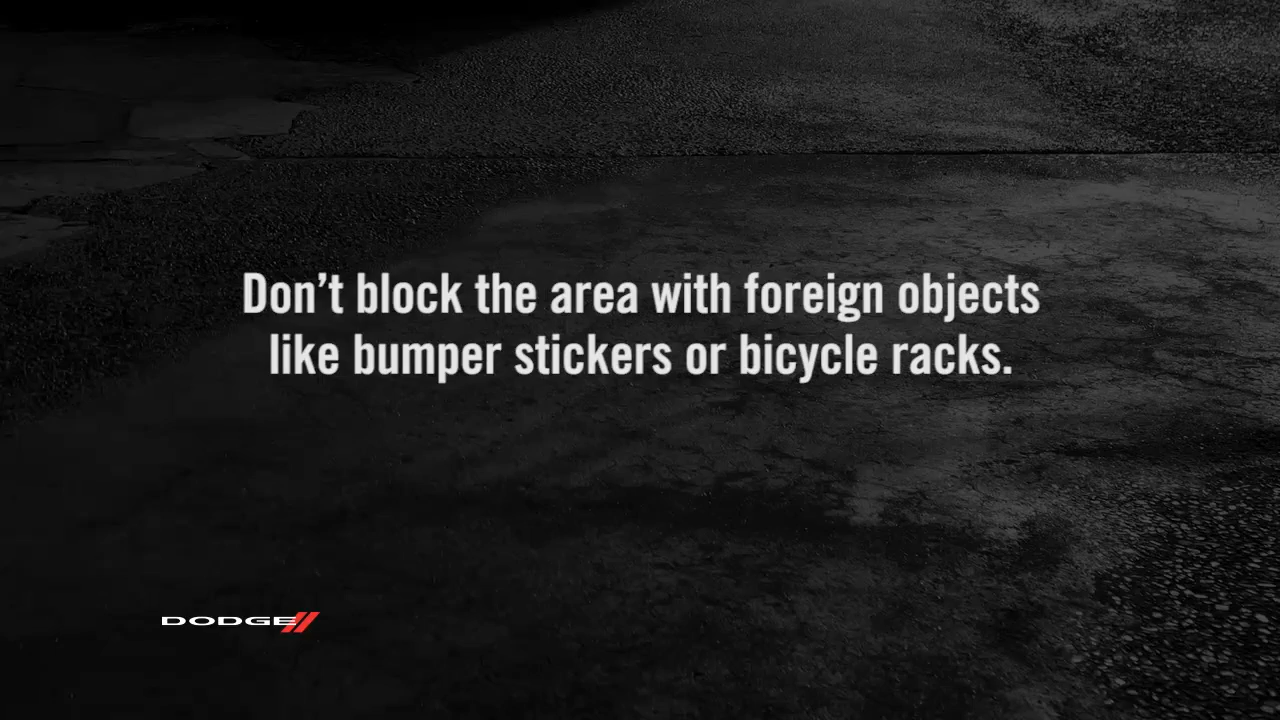 Don’t block the area with foreign objects
like bumper stickers or bicycle racks.
DODGE